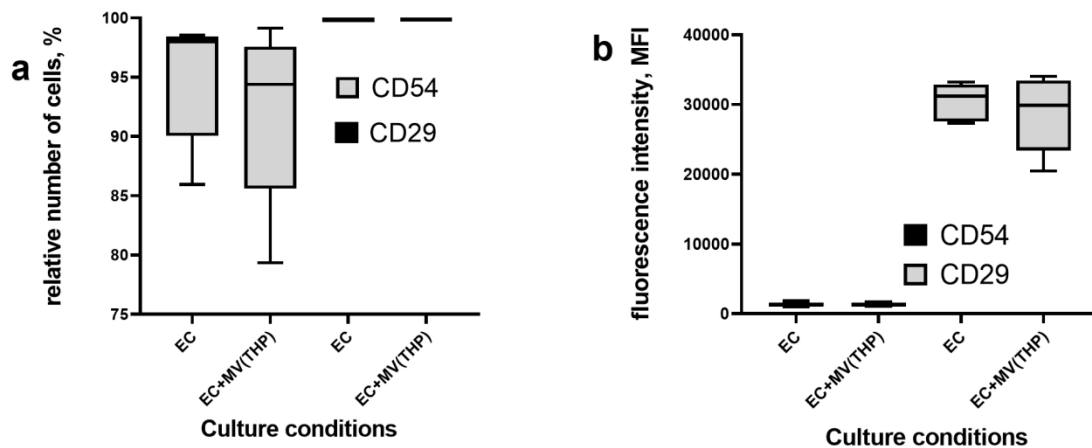 a
relative number of cells, %
100
95
90
85
80
75
CD54
CD29
EC
EC+MV(THP)
EC
EC+MV(THP)
Culture conditions
b
fluorescence intensity, MFI
40000
30000
20000
10000
0
CD54
CD29
EC
EC+MV(THP)
EC
EC+MV(THP)
Culture conditions